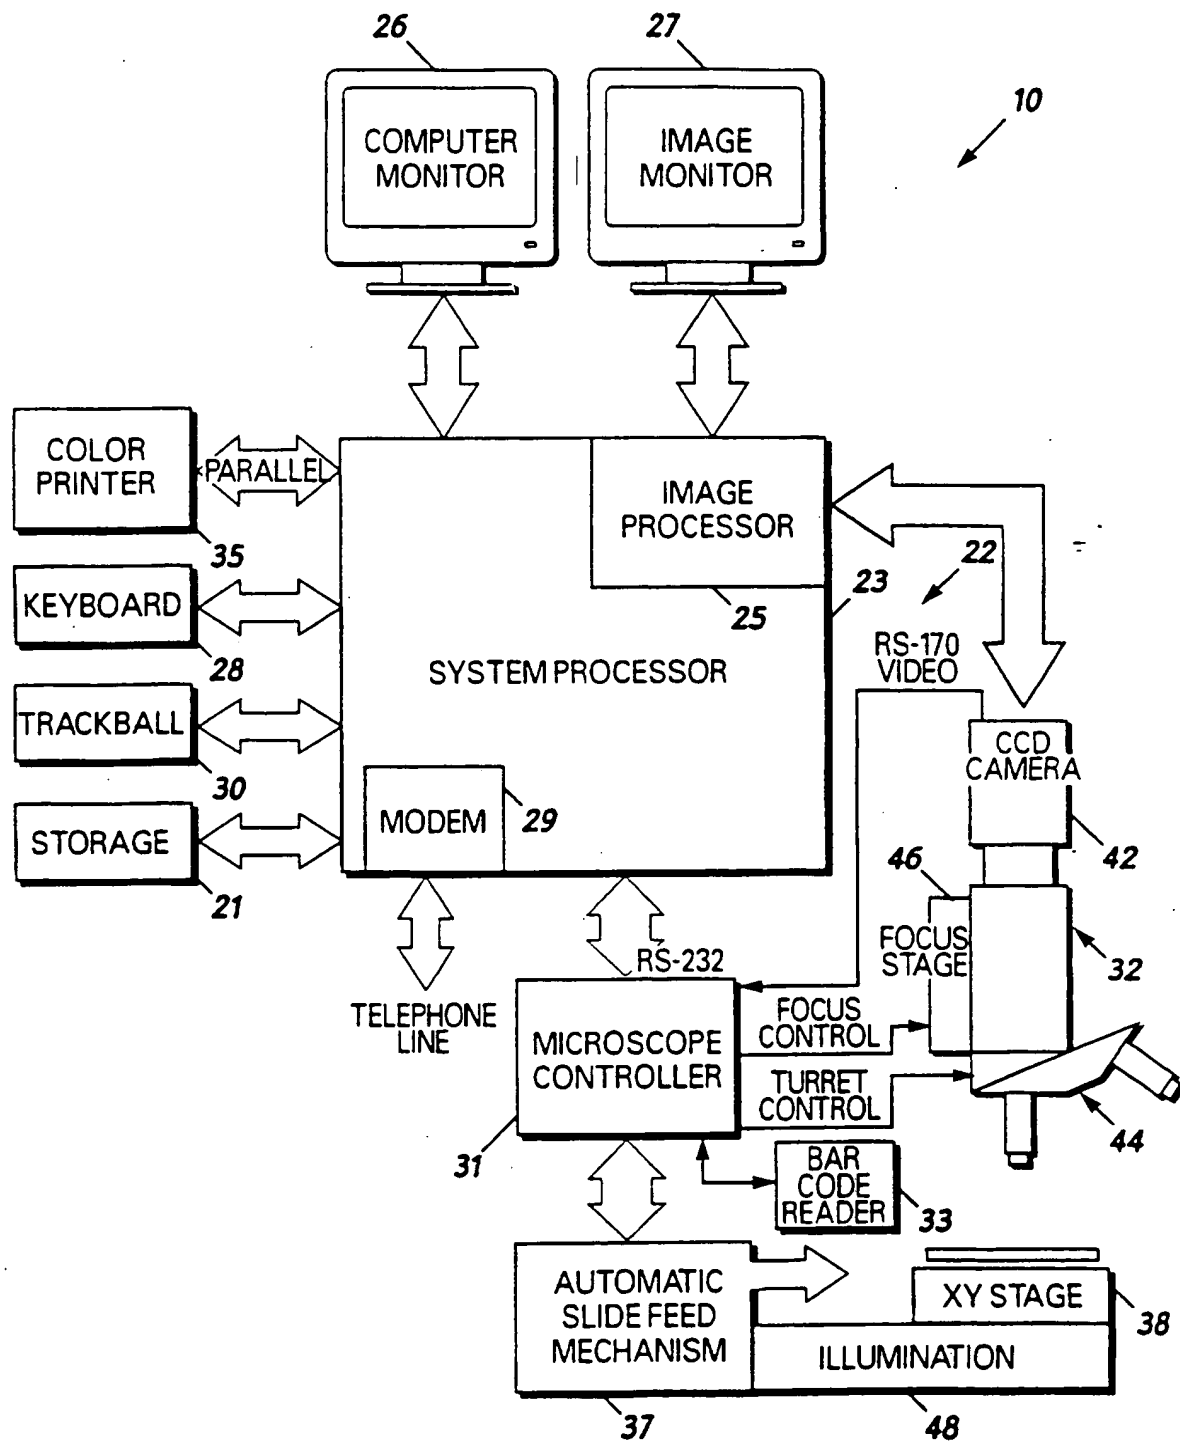 26
27
10
COMPUTER
MONITOR
IMAGE
MONITOR
COLOR
PRINTER
35
PARALLEL
IMAGE
PROCESSOR
25
23
22
KEYBOARD
28
SYSTEM PROCESSOR
RS-170
VIDEO
TRACKBALL
30
CCD
CAMERA
42
STORAGE
21
MODEM
29
46
FOCUS
STAGE
32
TELEPHONE
LINE
RS-232
MICROSCOPE
CONTROLLER
31
FOCUS
CONTROL
TURRET
CONTROL
44
BAR
CODE
READER
33
AUTOMATIC
SLIDE FEED
MECHANISM
37
XY STAGE
38
ILLUMINATION
48